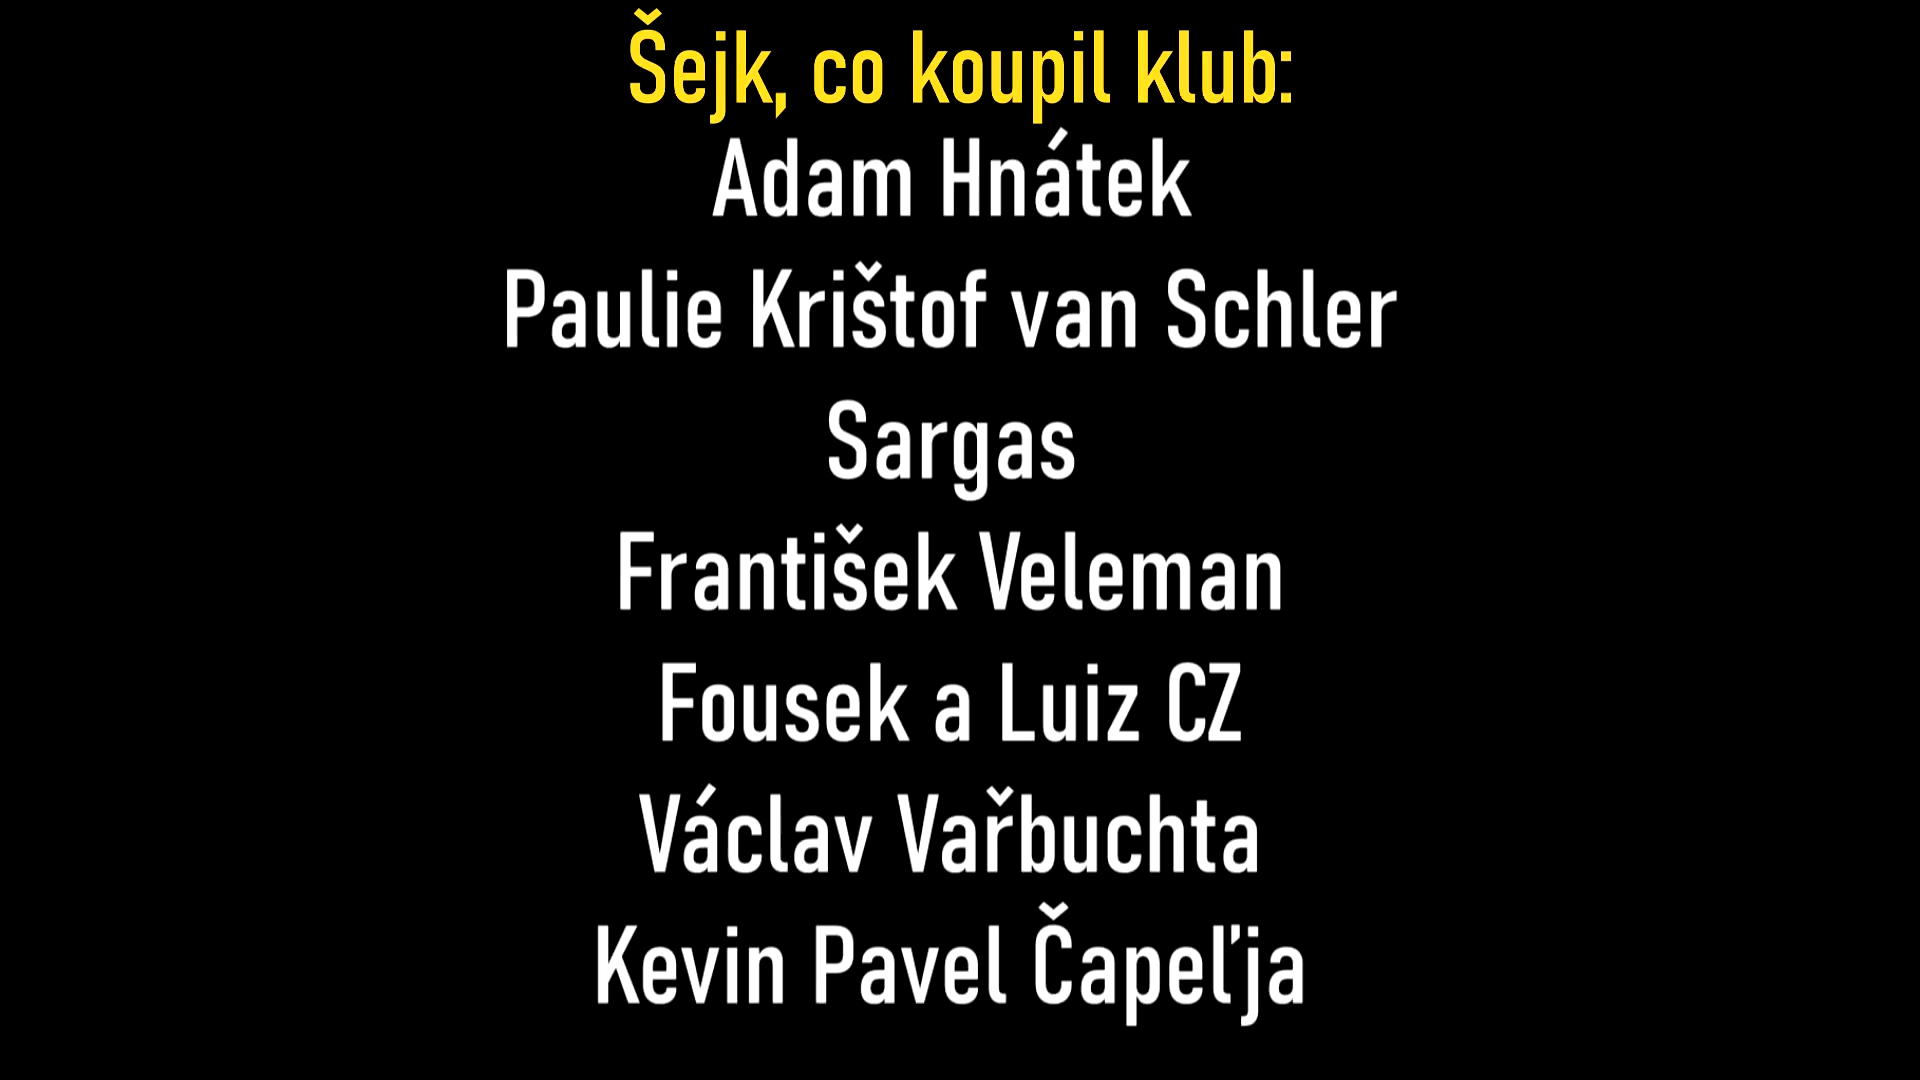 Šejk, co koupil klub:
Adam Hnátek
Paulie Krištof van Schler
Sargas
František Veleman
Fousek a Luiz CZ
Václav Vařbuchta
Kevin Pavel Čapeľja